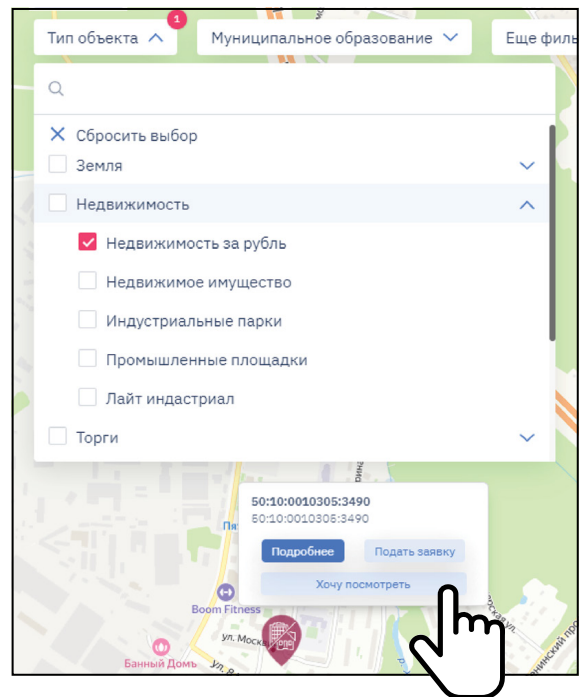 1
Тип объекта
Муниципальное образование
Еще филь
Сбросить выбор
Земля
Недвижимость
Недвижимость за рубль
Недвижимое имущество
Индустриальные парки
Промышленные площадки
Лайт индастриал
Торги
50:10:0010305:3490
50:10:0010305:3490
Подробнее
Подать заявку
Хочу посмотреть
Boom Fitness
ул. Моск
Банный Домъ